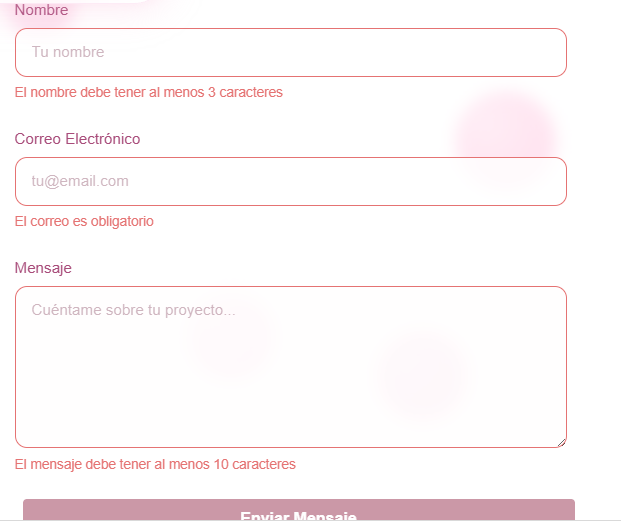 Nombre
Tu nombre
El nombre debe tener al menos 3 caracteres
Correo Electrónico
tu@email.com
El correo es obligatorio
Mensaje
Cuéntame sobre tu proyecto...
El mensaje debe tener al menos 10 caracteres
Enviar Mensaje